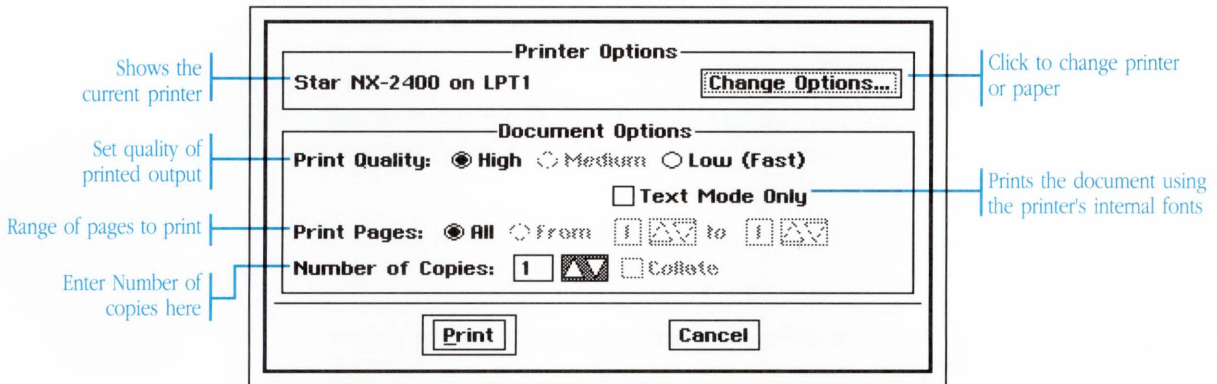 Printer Options
Shows the
current printer
Star NX-2400 on LPT1
Change Options...
Click to change printer
or paper
Document Options
Set quality of
printed output
Print Quality: High Medium Low (Fast)
Text Mode Only
Prints the document using
the printer's internal fonts
Range of pages to print
Print Pages: All From 1 to 1
Enter Number of
copies here
Number of Copies: 1 Collate
Print
Cancel